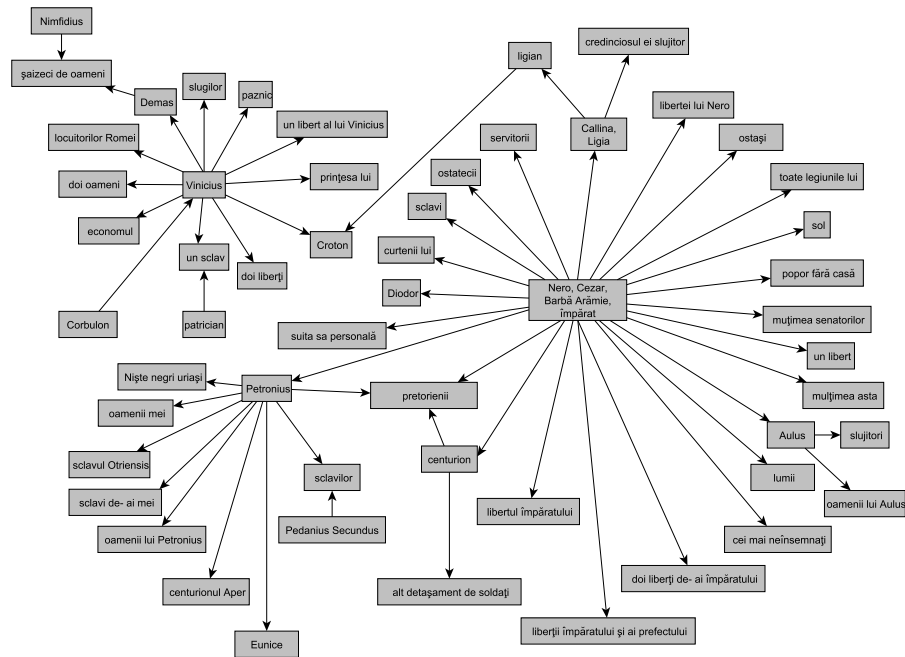 Nimfidius
şaizeci de oameni
Demas
slugilor
paznic
locuitorilor Romei
un libert al lui Vinicius
doi oameni
Vinicius
prinţesa lui
economul
un sclav
doi liberţi
Croton
Corbulon
patrician
ligian
credinciosul ei slujitor
Callina,
Ligia
libertei lui Nero
servitorii
ostaşi
ostatecii
toate legiunile lui
sclavi
sol
curtenii lui
popor fără casă
Diodor
Nero, Cezar,
Barbă Arămie,
împărat
muţimea senatorilor
suita sa personală
un libert
mulţimea asta
Nişte negri uriaşi
Petronius
pretorienii
oamenii mei
Aulus
slujitori
sclavul Otriensis
sclavilor
centurion
lumii
sclavi de- ai mei
oamenii lui Aulus
oamenii lui Petronius
Pedanius Secundus
libertul împăratului
cei mai neînsemnaţi
centurionul Aper
alt detaşament de soldaţi
doi liberţi de- ai împăratului
Eunice
liberţii împăratului şi ai prefectului